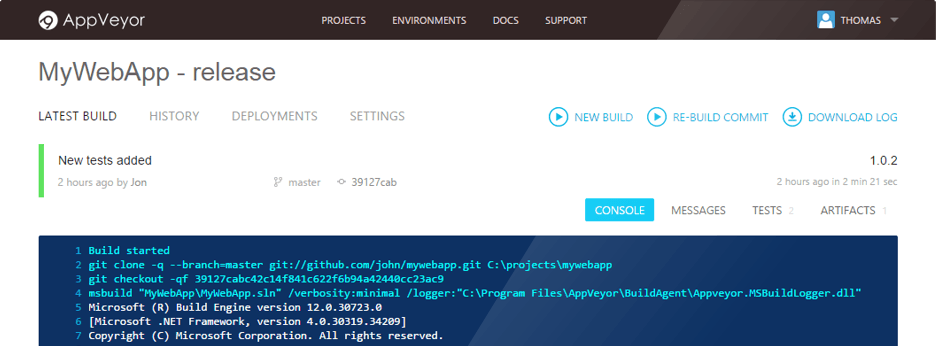 AppVeyor PROJECTS ENVIRONMENTS DOCS SUPPORT THOMAS
MyWebApp - release
LATEST BUILD HISTORY DEPLOYMENTS SETTINGS NEW BUILD RE-BUILD COMMIT DOWNLOAD LOG
New tests added 1.0.2
2 hours ago by Jon master 39127cab 2 hours ago in 2 min 21 sec
CONSOLE MESSAGES TESTS 2 ARTIFACTS 1
1 Build started
2 git clone -q --branch=master git://github.com/john/mywebapp.git C:\projects\mywebapp
3 git checkout -qf 39127cabc42c14f841c622f6b94a42440cc23ac9
4 msbuild "MyWebApp\MyWebApp.sln" /verbosity:minimal /logger:"C:\Program Files\AppVeyor\BuildAgent\Appveyor.MSBuildLogger.dll"
5 Microsoft (R) Build Engine version 12.0.30723.0
6 [Microsoft .NET Framework, version 4.0.30319.34209]
7 Copyright (C) Microsoft Corporation. All rights reserved.